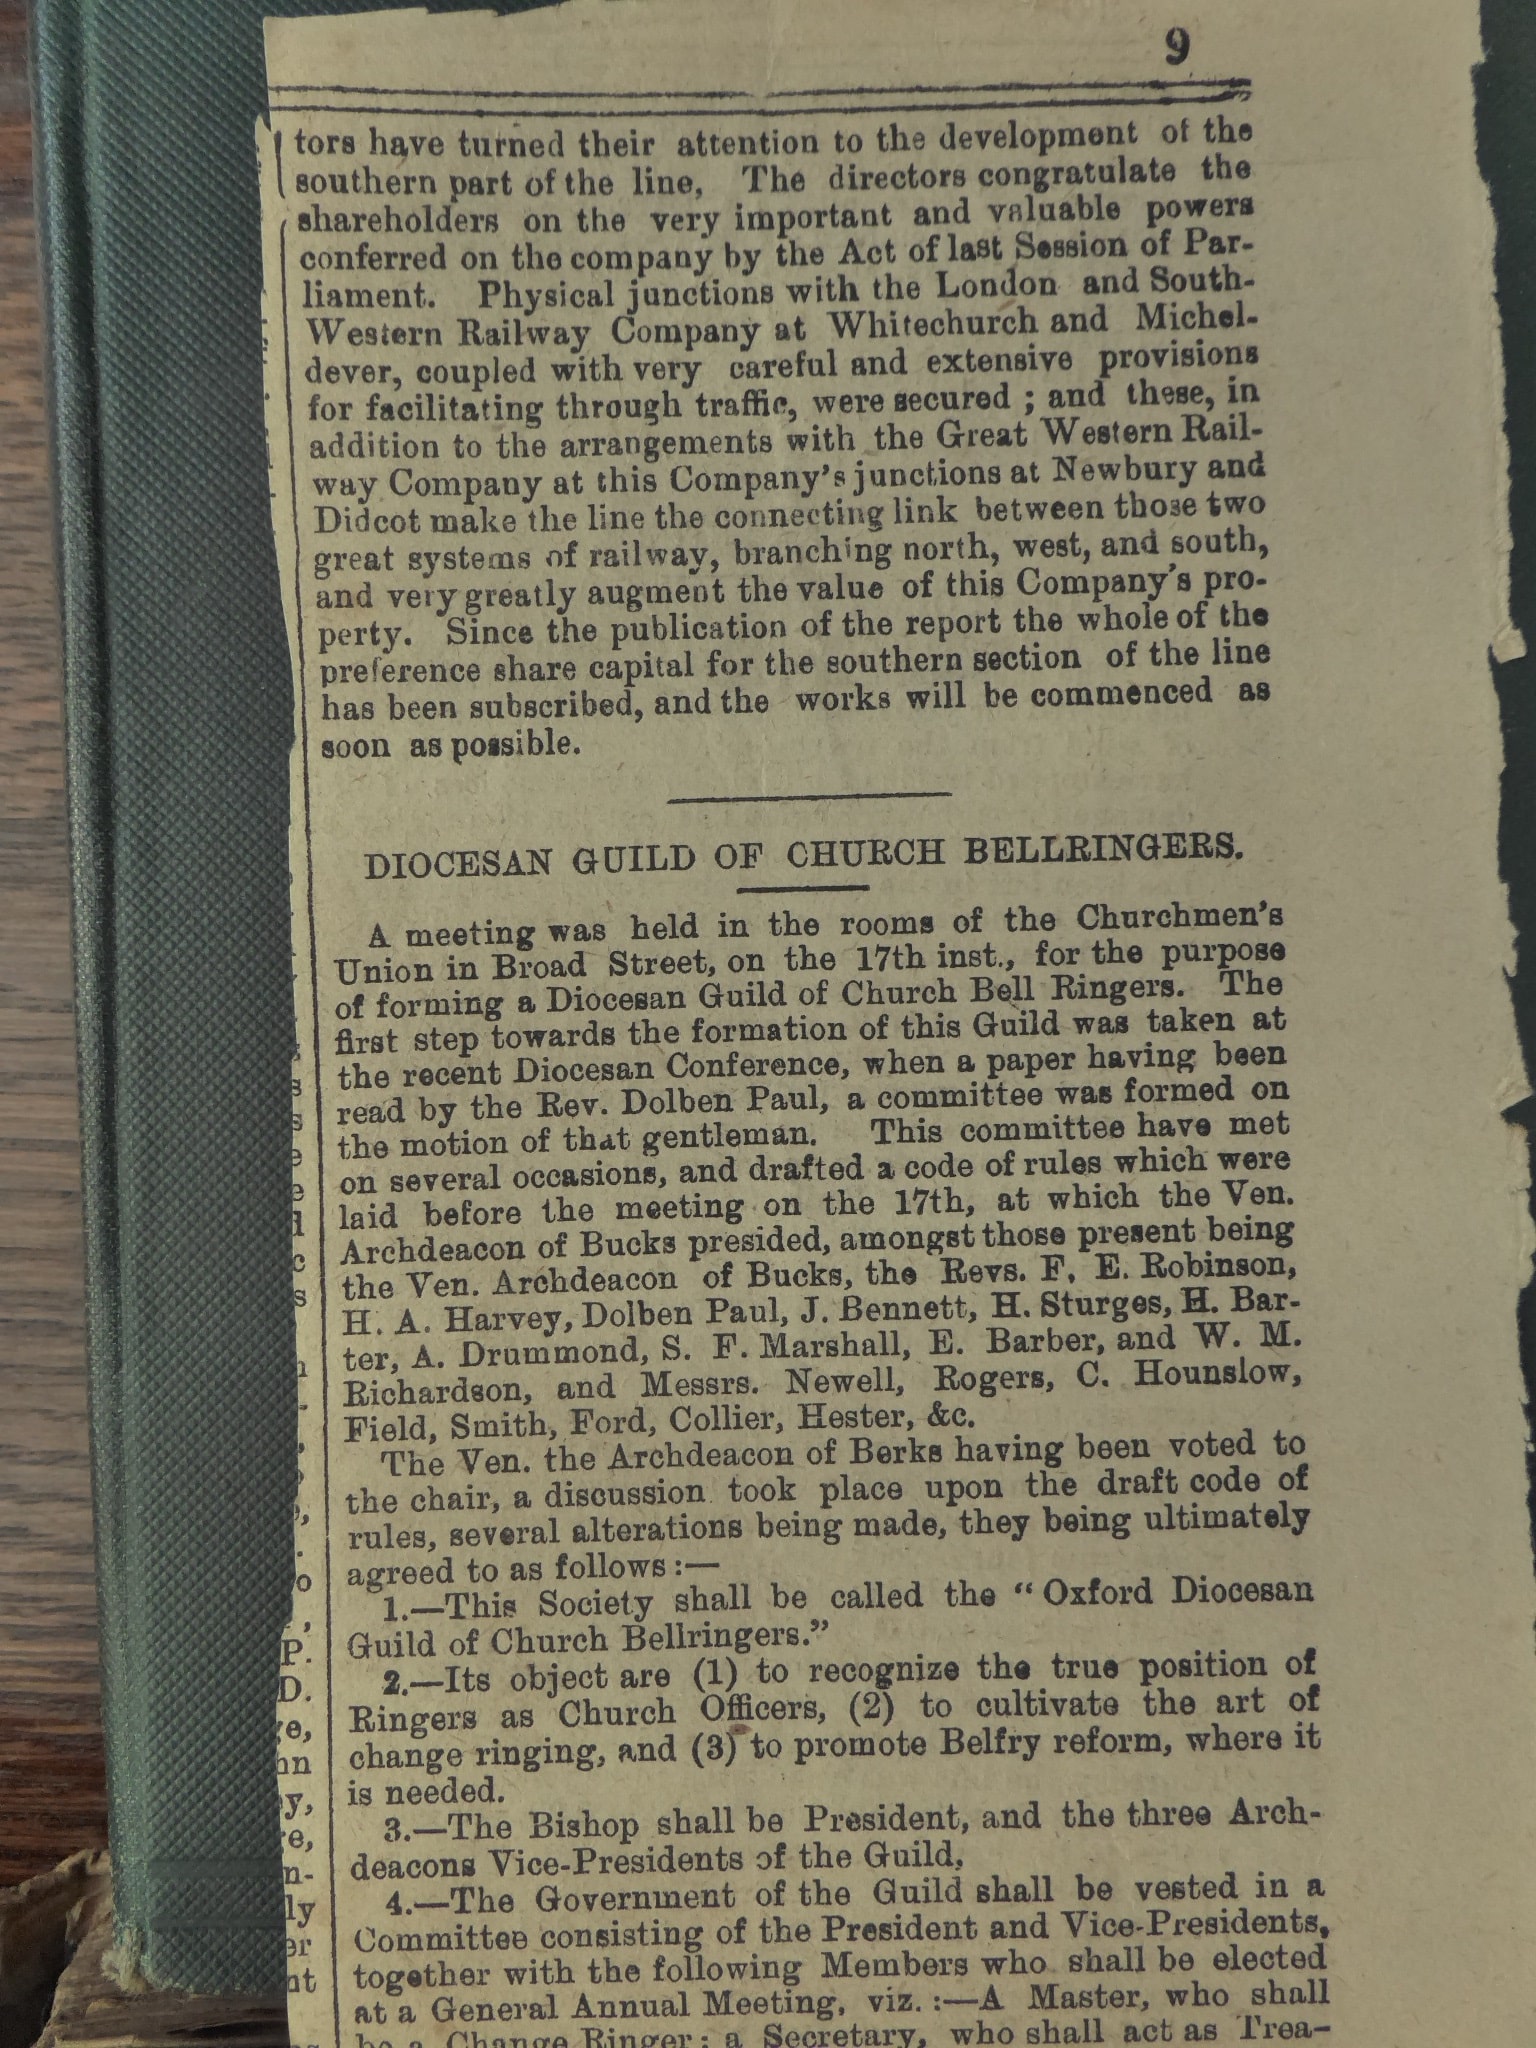 9
tors have turned their attention to the development of the
southern part of the line, The directors congratulate the
shareholders on the very important and valuable powers
conferred on the company by the Act of last Session of Par-
liament. Physical junctions with the London and South-
Western Railway Company at Whitechurch and Michel-
dever, coupled with very careful and extensive provisions
for facilitating through traffic, were secured ; and these, in
addition to the arrangements with the Great Western Rail-
way Company at this Company's junctions at Newbury and
Didcot make the line the connecting link between those two
great systems of railway, branching north, west, and south,
and very greatly augment the value of this Company's pro-
perty. Since the publication of the report the whole of the
preference share capital for the southern section of the line
has been subscribed, and the works will be commenced as
soon as possible.
DIOCESAN GUILD OF CHURCH BELLRINGERS.
A meeting was held in the rooms of the Churchmen's
Union in Broad Street, on the 17th inst., for the purpose
of forming a Diocesan Guild of Church Bell Ringers. The
first step towards the formation of this Guild was taken at
the recent Diocesan Conference, when a paper having been
read by the Rev. Dolben Paul, a committee was formed on
the motion of that gentleman. This committee have met
on several occasions, and drafted a code of rules which were
laid before the meeting on the 17th, at which the Ven.
Archdeacon of Bucks presided, amongst those present being
the Ven. Archdeacon of Bucks, the Revs. F. E. Robinson,
H. A. Harvey, Dolben Paul, J. Bennett, H. Sturges, H. Bar-
ter, A. Drummond, S. F. Marshall, E. Barber, and W. M.
Richardson, and Messrs. Newell, Rogers, C. Hounslow,
Field, Smith, Ford, Collier, Hester, &c.
The Ven. the Archdeacon of Berks having been voted to
the chair, a discussion took place upon the draft code of
rules, several alterations being made, they being ultimately
agreed to as follows :—
1.—This Society shall be called the "Oxford Diocesan
Guild of Church Bellringers."
2.—Its object are (1) to recognize the true position of
Ringers as Church Officers, (2) to cultivate the art of
change ringing, and (3) to promote Belfry reform, where it
is needed.
3.—The Bishop shall be President, and the three Arch-
deacons Vice-Presidents of the Guild,
4.—The Government of the Guild shall be vested in a
Committee consisting of the President and Vice-Presidents,
together with the following Members who shall be elected
at a General Annual Meeting, viz. :—A Master, who shall
be a Change Ringer; a Secretary, who shall act as Trea-